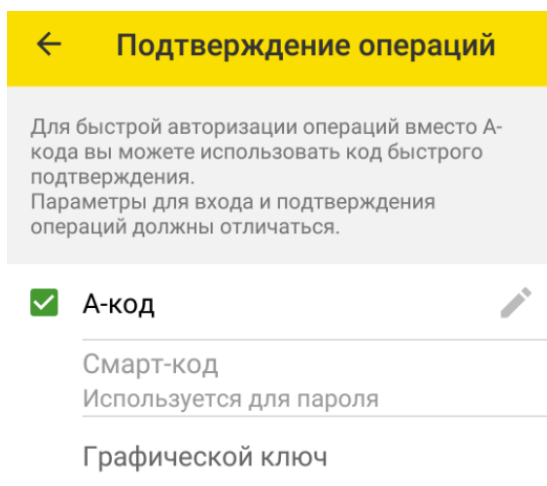 Подтверждение операций
Для быстрой авторизации операций вместо А-
кода вы можете использовать код быстрого
подтверждения.
Параметры для входа и подтверждения
операций должны отличаться.
А-код
Смарт-код
Используется для пароля
Графической ключ